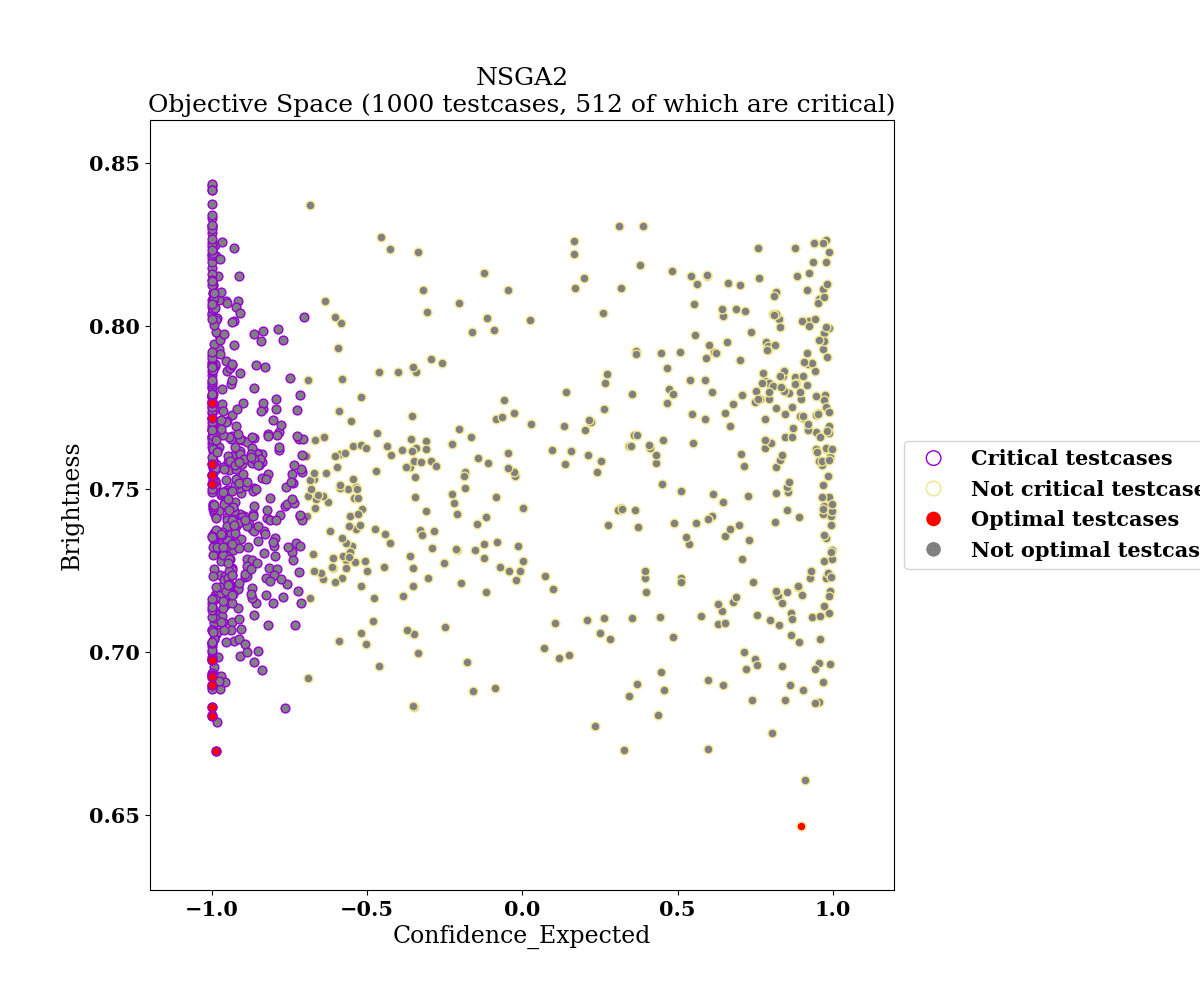 NSGA2
Objective Space (1000 testcases, 512 of which are critical)
0.85
0.80
0.75
0.70
0.65
Brightness
−1.0 −0.5 0.0 0.5 1.0
Confidence_Expected
Critical testcases
Not critical testcase
Optimal testcases
Not optimal testcas